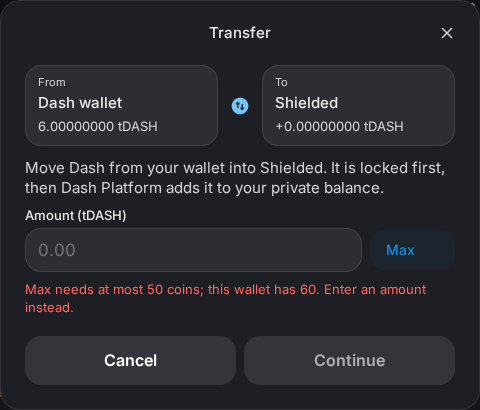 Transfer
From
Dash wallet
6.00000000 tDASH
To
Shielded
+0.00000000 tDASH
Move Dash from your wallet into Shielded. It is locked first,
then Dash Platform adds it to your private balance.
Amount (tDASH)
0.00
Max
Max needs at most 50 coins; this wallet has 60. Enter an amount
instead.
Cancel
Continue